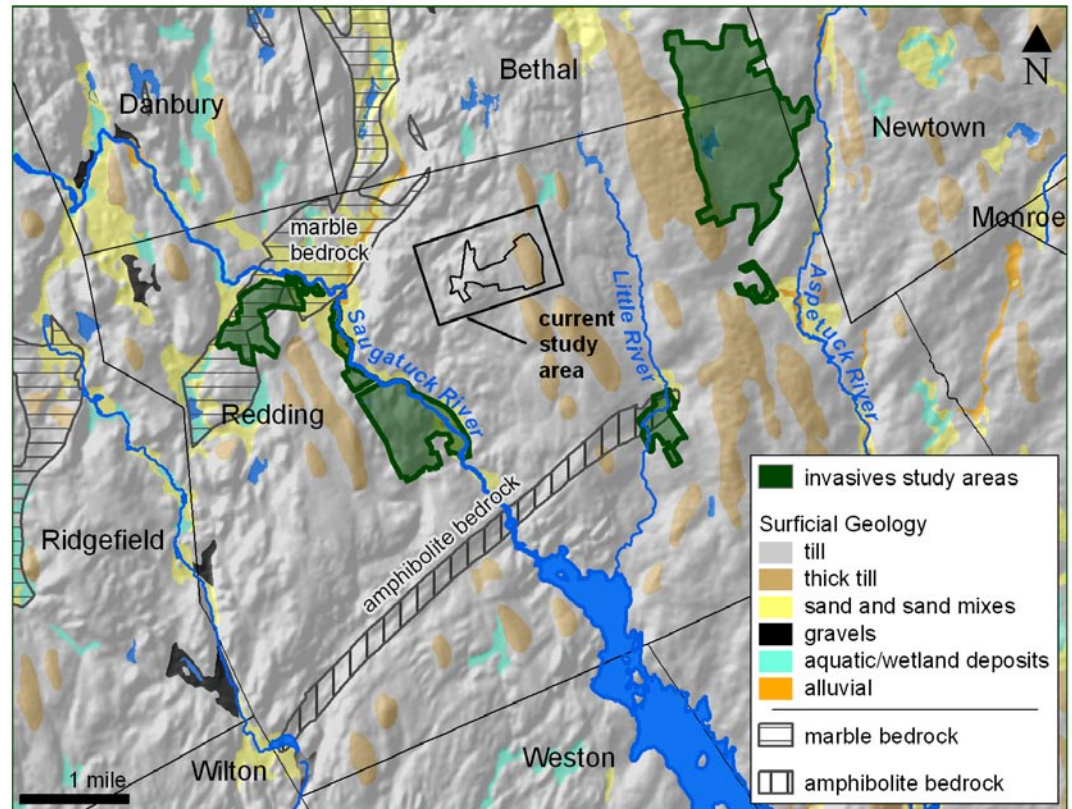 Bethal
N
Danbury
Newtown
Monroe
marble
bedrock
current
study
area
Little River
Aspetuck River
Saugatuck River
Redding
Ridgefield
amphibolite bedrock
Weston
Wilton
1 mile
invasives study areas
Surficial Geology
till
thick till
sand and sand mixes
gravels
aquatic/wetland deposits
alluvial
marble bedrock
amphibolite bedrock